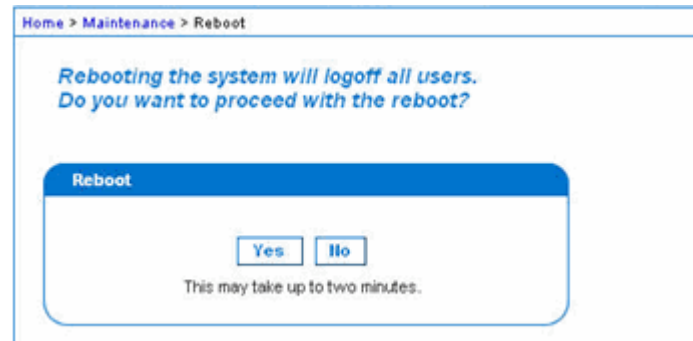 Home > Maintenance > Reboot
Rebooting the system will logoff all users.
Do you want to proceed with the reboot?
Reboot
Yes No
This may take up to two minutes.